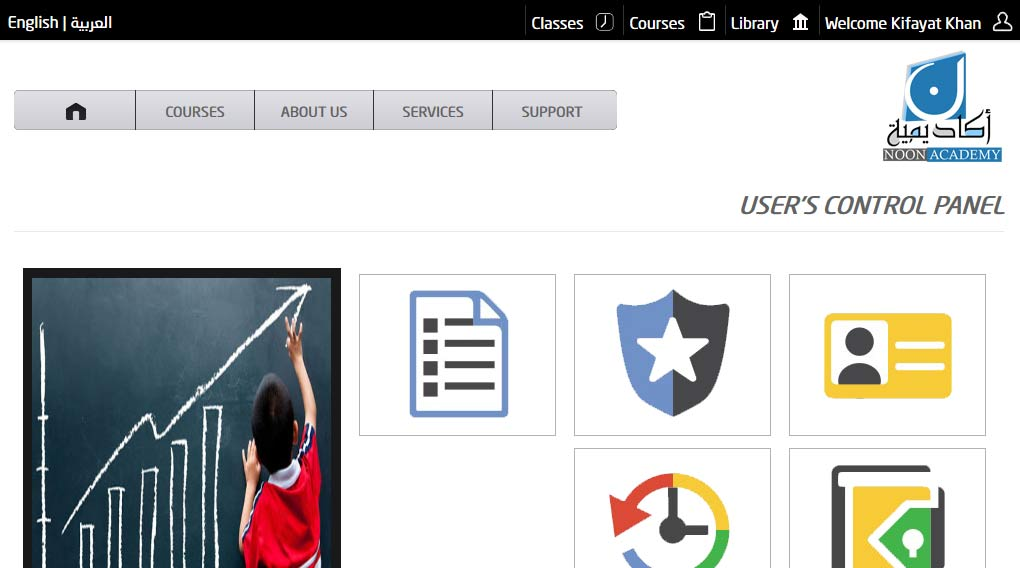 English | العربية
Classes
Courses
Library
Welcome Kifayat Khan
COURSES
ABOUT US
SERVICES
SUPPORT
أكاديمية
NOON ACADEMY
USER'S CONTROL PANEL